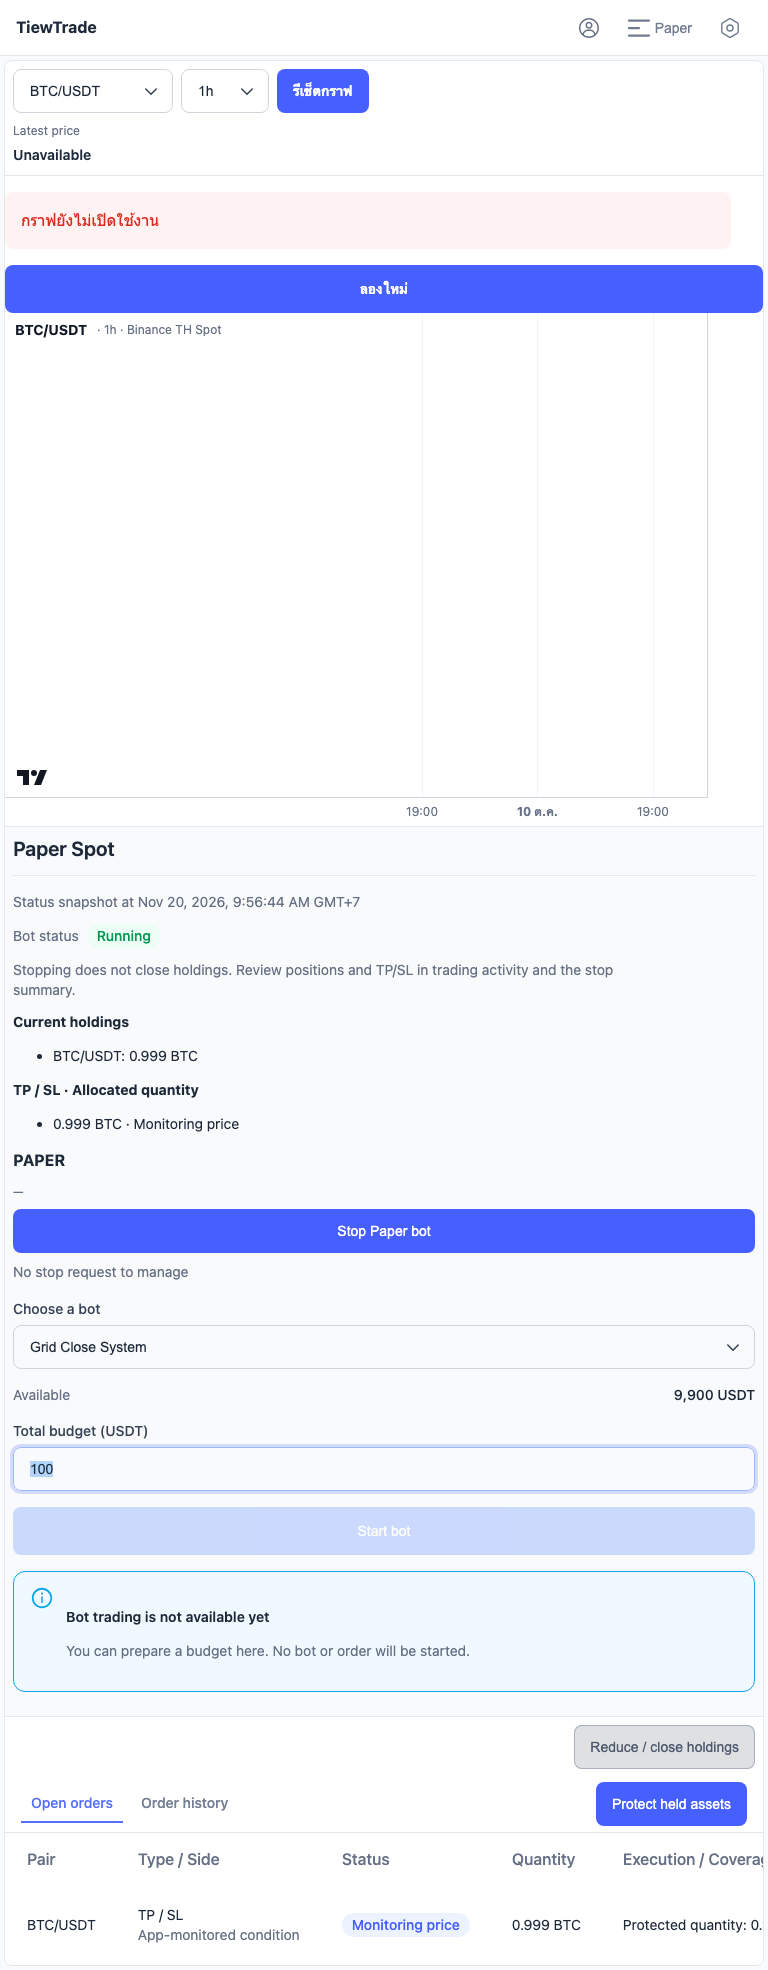 TiewTrade
Paper
BTC/USDT
1h
รีเซ็ตกราฟ
Latest price
Unavailable
กราฟยังไม่เปิดใช้งาน
ลองใหม่
BTC/USDT · 1h · Binance TH Spot
19:00
10 ต.ค.
19:00
Paper Spot
Status snapshot at Nov 20, 2026, 9:56:44 AM GMT+7
Bot status Running
Stopping does not close holdings. Review positions and TP/SL in trading activity and the stop
summary.
Current holdings
• BTC/USDT: 0.999 BTC
TP / SL · Allocated quantity
• 0.999 BTC · Monitoring price
PAPER
—
Stop Paper bot
No stop request to manage
Choose a bot
Grid Close System
Available 9,900 USDT
Total budget (USDT)
100
Start bot
Bot trading is not available yet
You can prepare a budget here. No bot or order will be started.
Reduce / close holdings
Open orders Order history Protect held assets
Pair Type / Side Status Quantity Execution / Coverag
BTC/USDT TP / SL Monitoring price 0.999 BTC Protected quantity: 0.
App-monitored condition